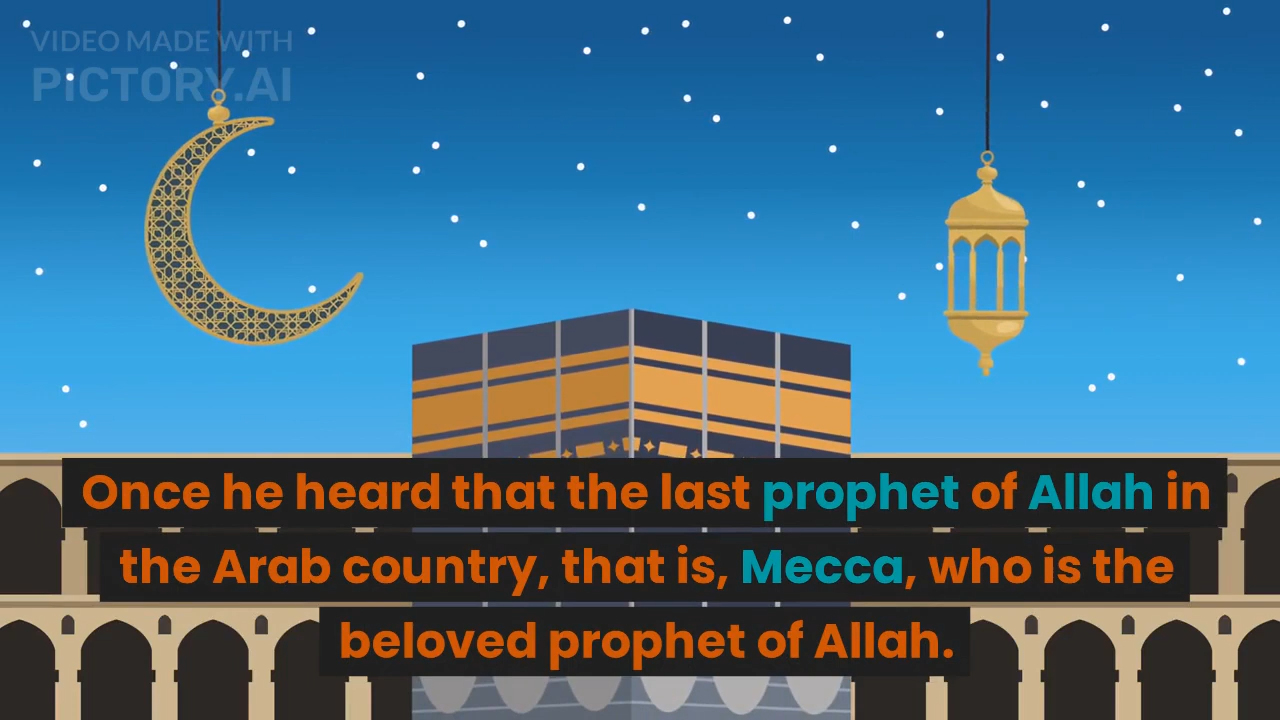 VIDEO MADE WITH
PICTORY.AI
Once he heard that the last prophet of Allah in
the Arab country, that is, Mecca, who is the
beloved prophet of Allah.